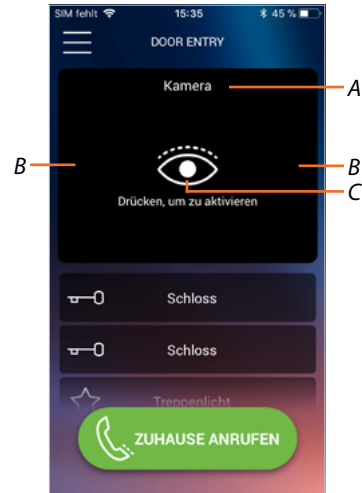 SIM fehlt 15:35 45 %
DOOR ENTRY
Kamera
A
B
B
C
Drücken, um zu aktivieren
Schloss
Schloss
Treppenlicht
ZUHAUSE ANRUFEN